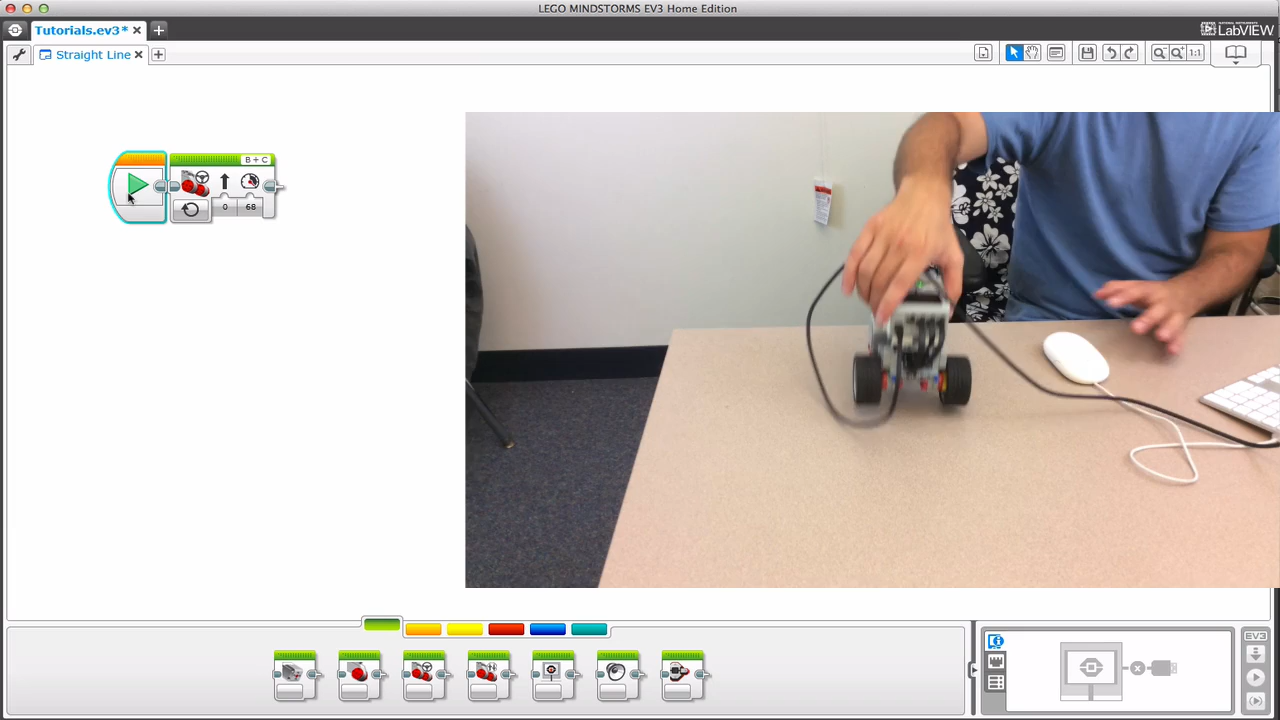 LEGO MINDSTORMS EV3 Home Edition
Tutorials.ev3*
LabVIEW
Straight Line
1:1
B + C
0 68
EV3